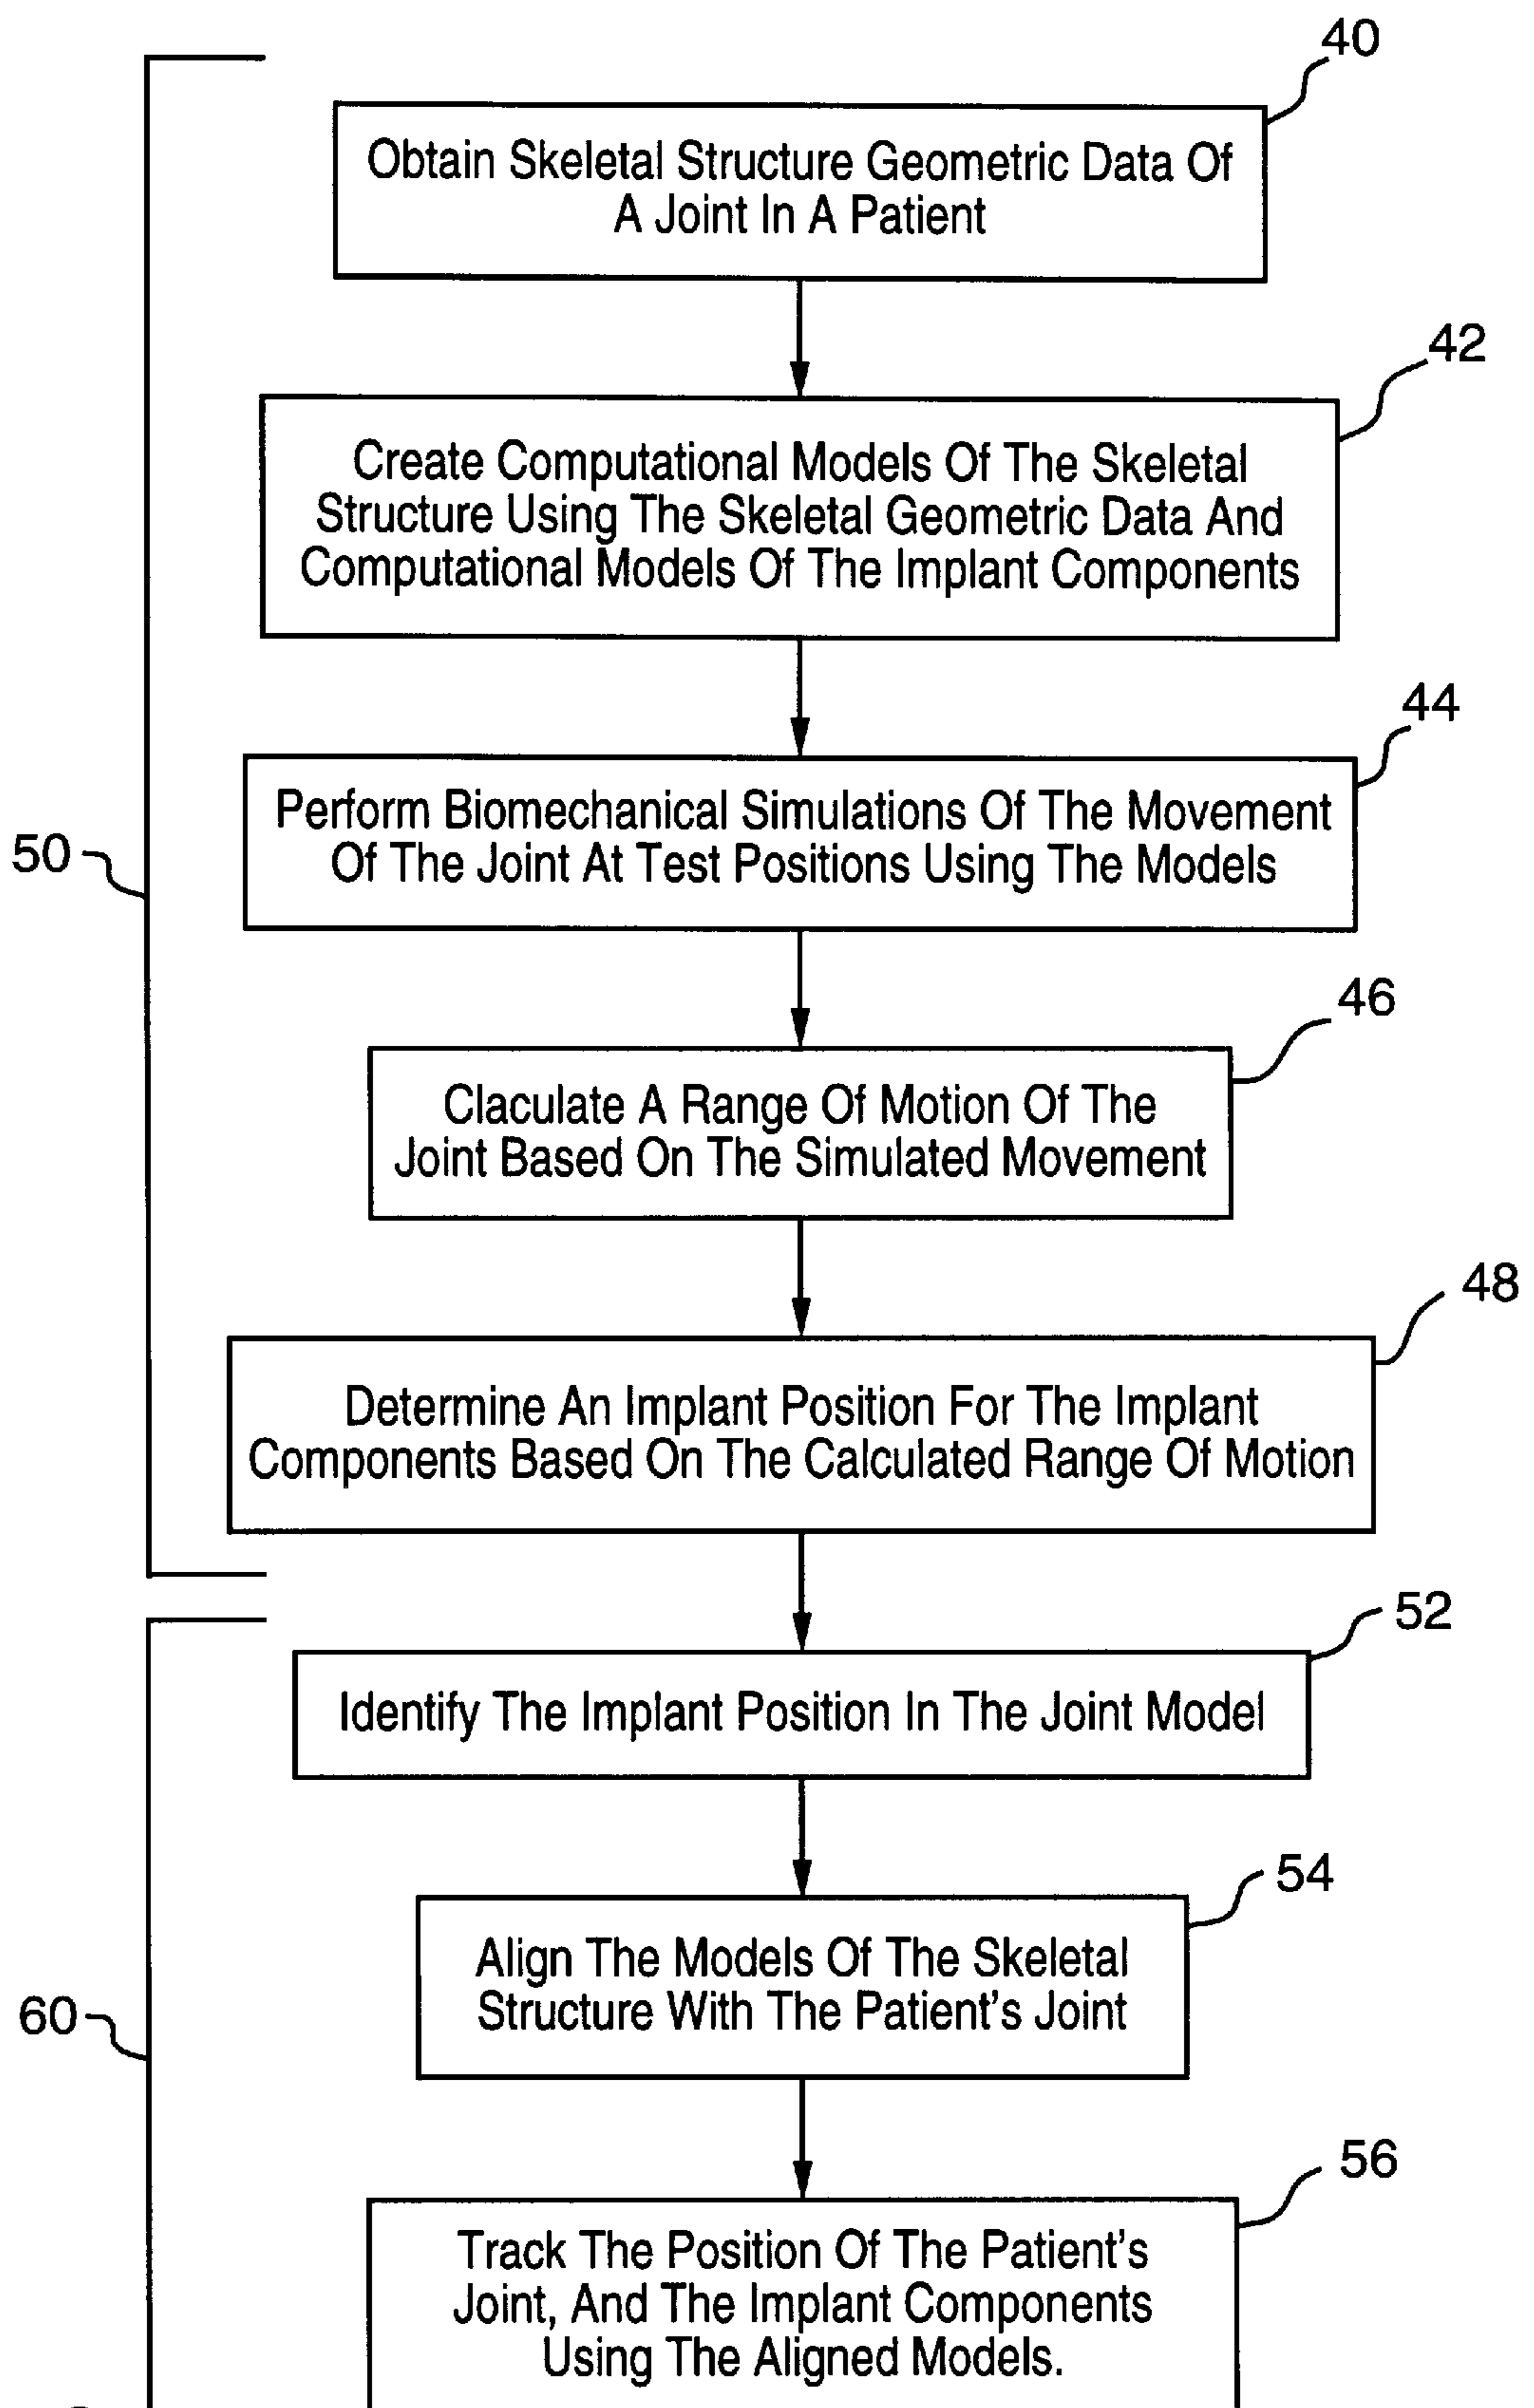 40
Obtain Skeletal Structure Geometric Data Of
A Joint In A Patient
42
Create Computational Models Of The Skeletal
Structure Using The Skeletal Geometric Data And
Computational Models Of The Implant Components
44
Perform Biomechanical Simulations Of The Movement
Of The Joint At Test Positions Using The Models
50
46
Claculate A Range Of Motion Of The
Joint Based On The Simulated Movement
48
Determine An Implant Position For The Implant
Components Based On The Calculated Range Of Motion
52
Identify The Implant Position In The Joint Model
54
Align The Models Of The Skeletal
Structure With The Patient's Joint
60
56
Track The Position Of The Patient's
Joint, And The Implant Components
Using The Aligned Models.